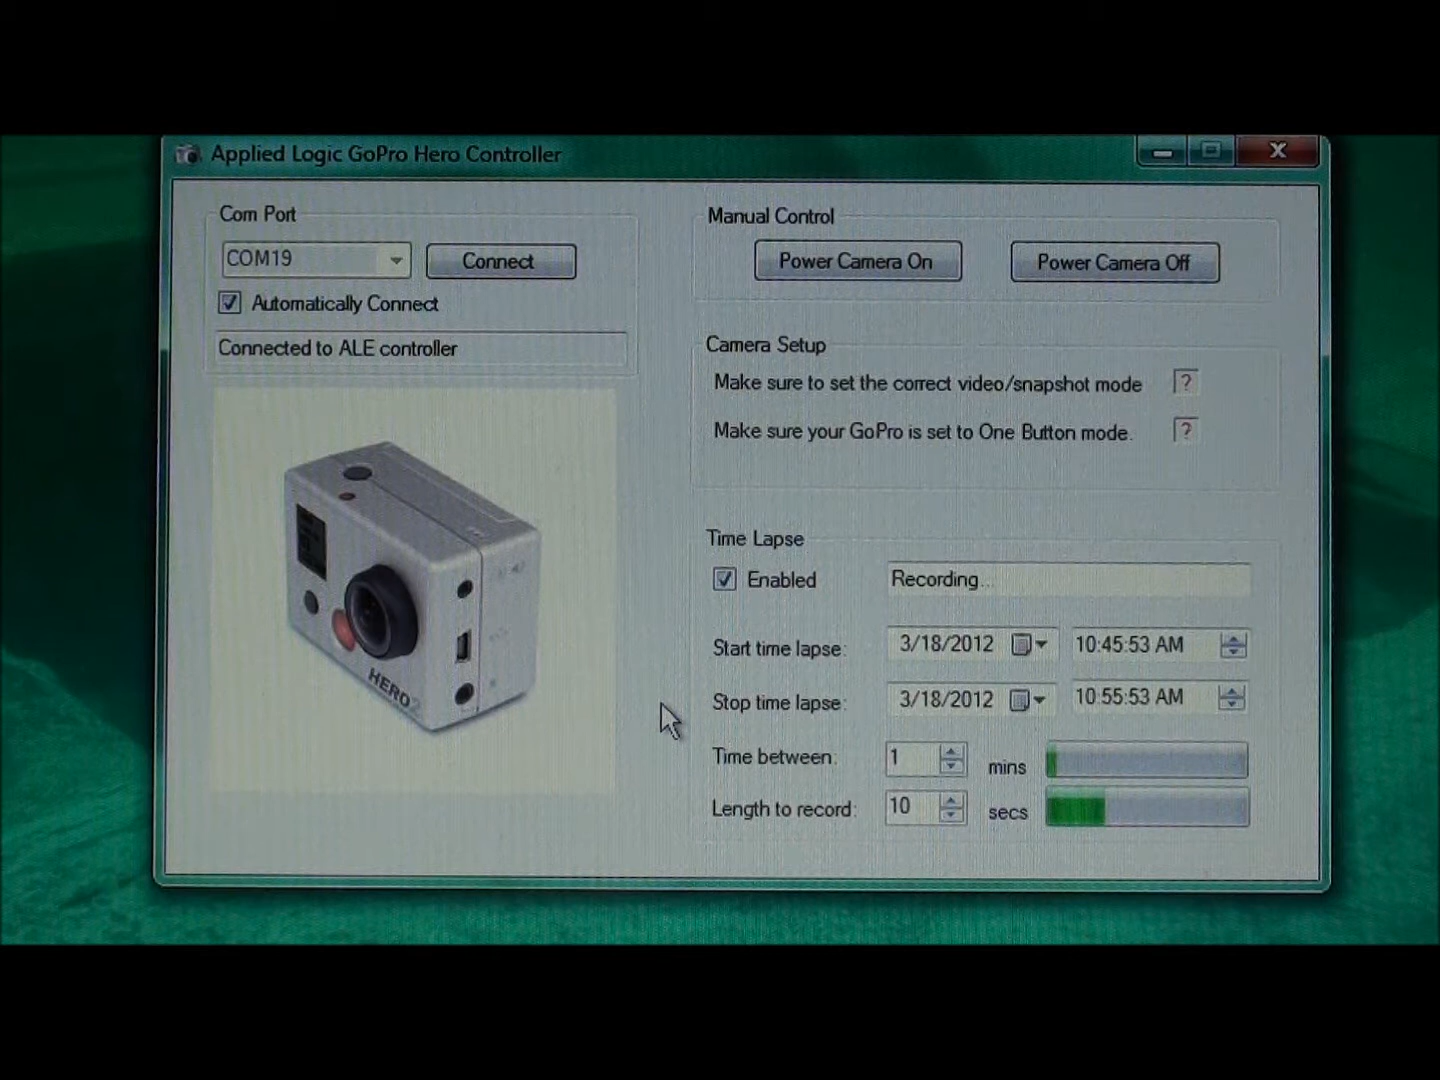 Applied Logic GoPro Hero Controller
Com Port
COM19
Connect
Automatically Connect
Connected to ALE controller
HERO
Manual Control
Power Camera On
Power Camera Off
Camera Setup
Make sure to set the correct video/snapshot mode ?
Make sure your GoPro is set to One Button mode. ?
Time Lapse
Enabled
Recording...
Start time lapse: 3/18/2012 10:45:53 AM
Stop time lapse: 3/18/2012 10:55:53 AM
Time between: 1 mins
Length to record: 10 secs